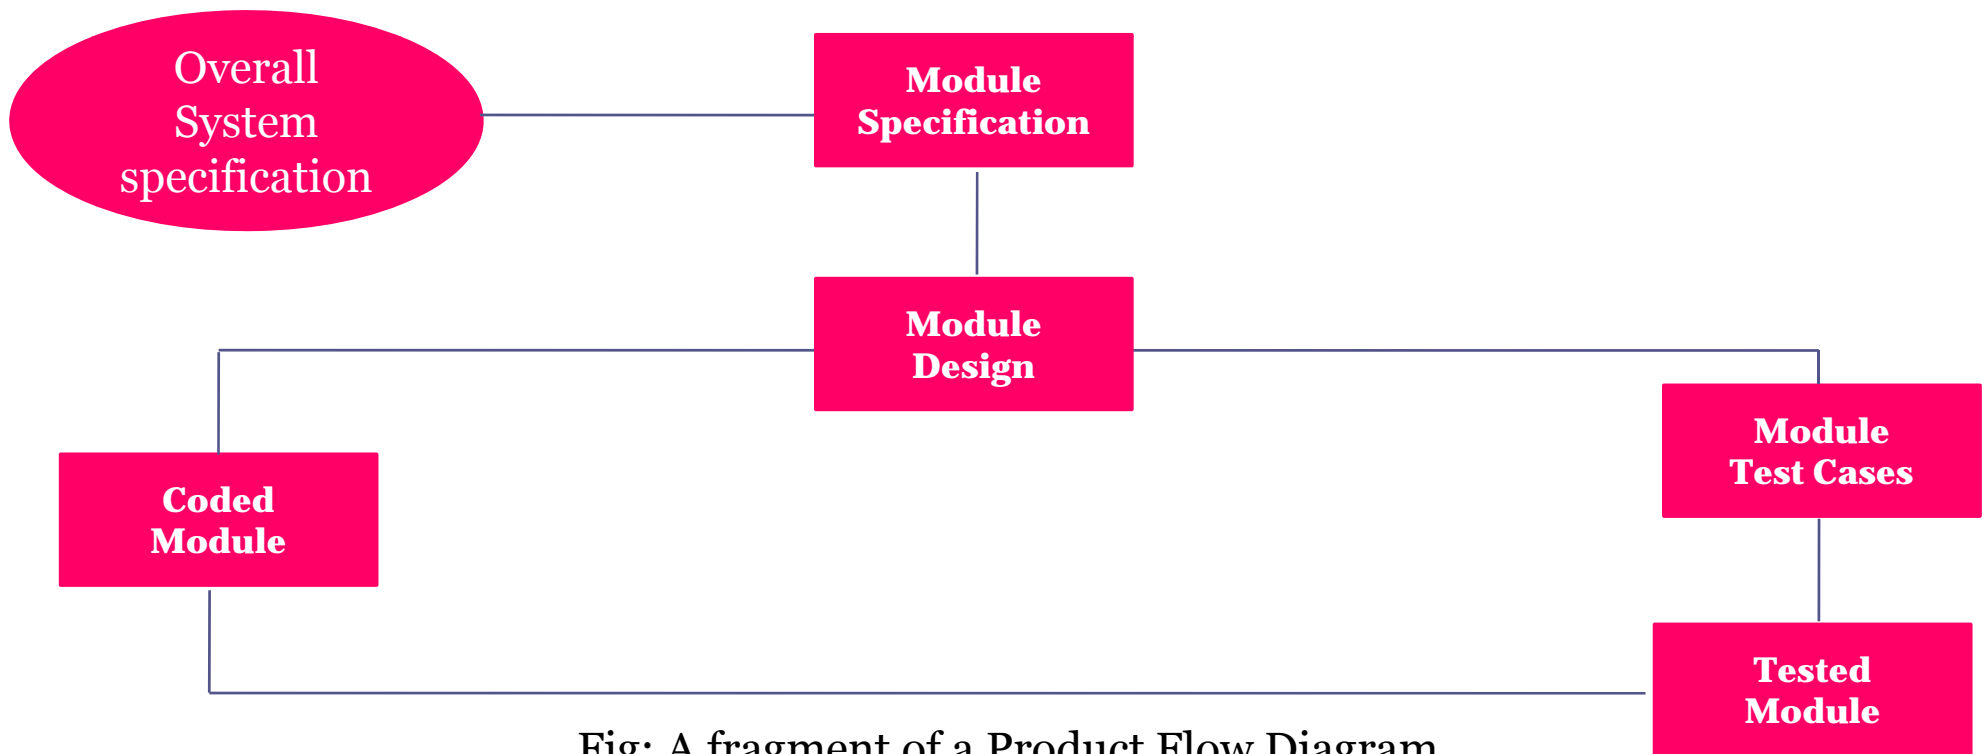 Overall
System
specification
Module
Specification
Module
Design
Module
Test Cases
Coded
Module
Tested
Module
Fig: A fragment of a Product Flow Diagram